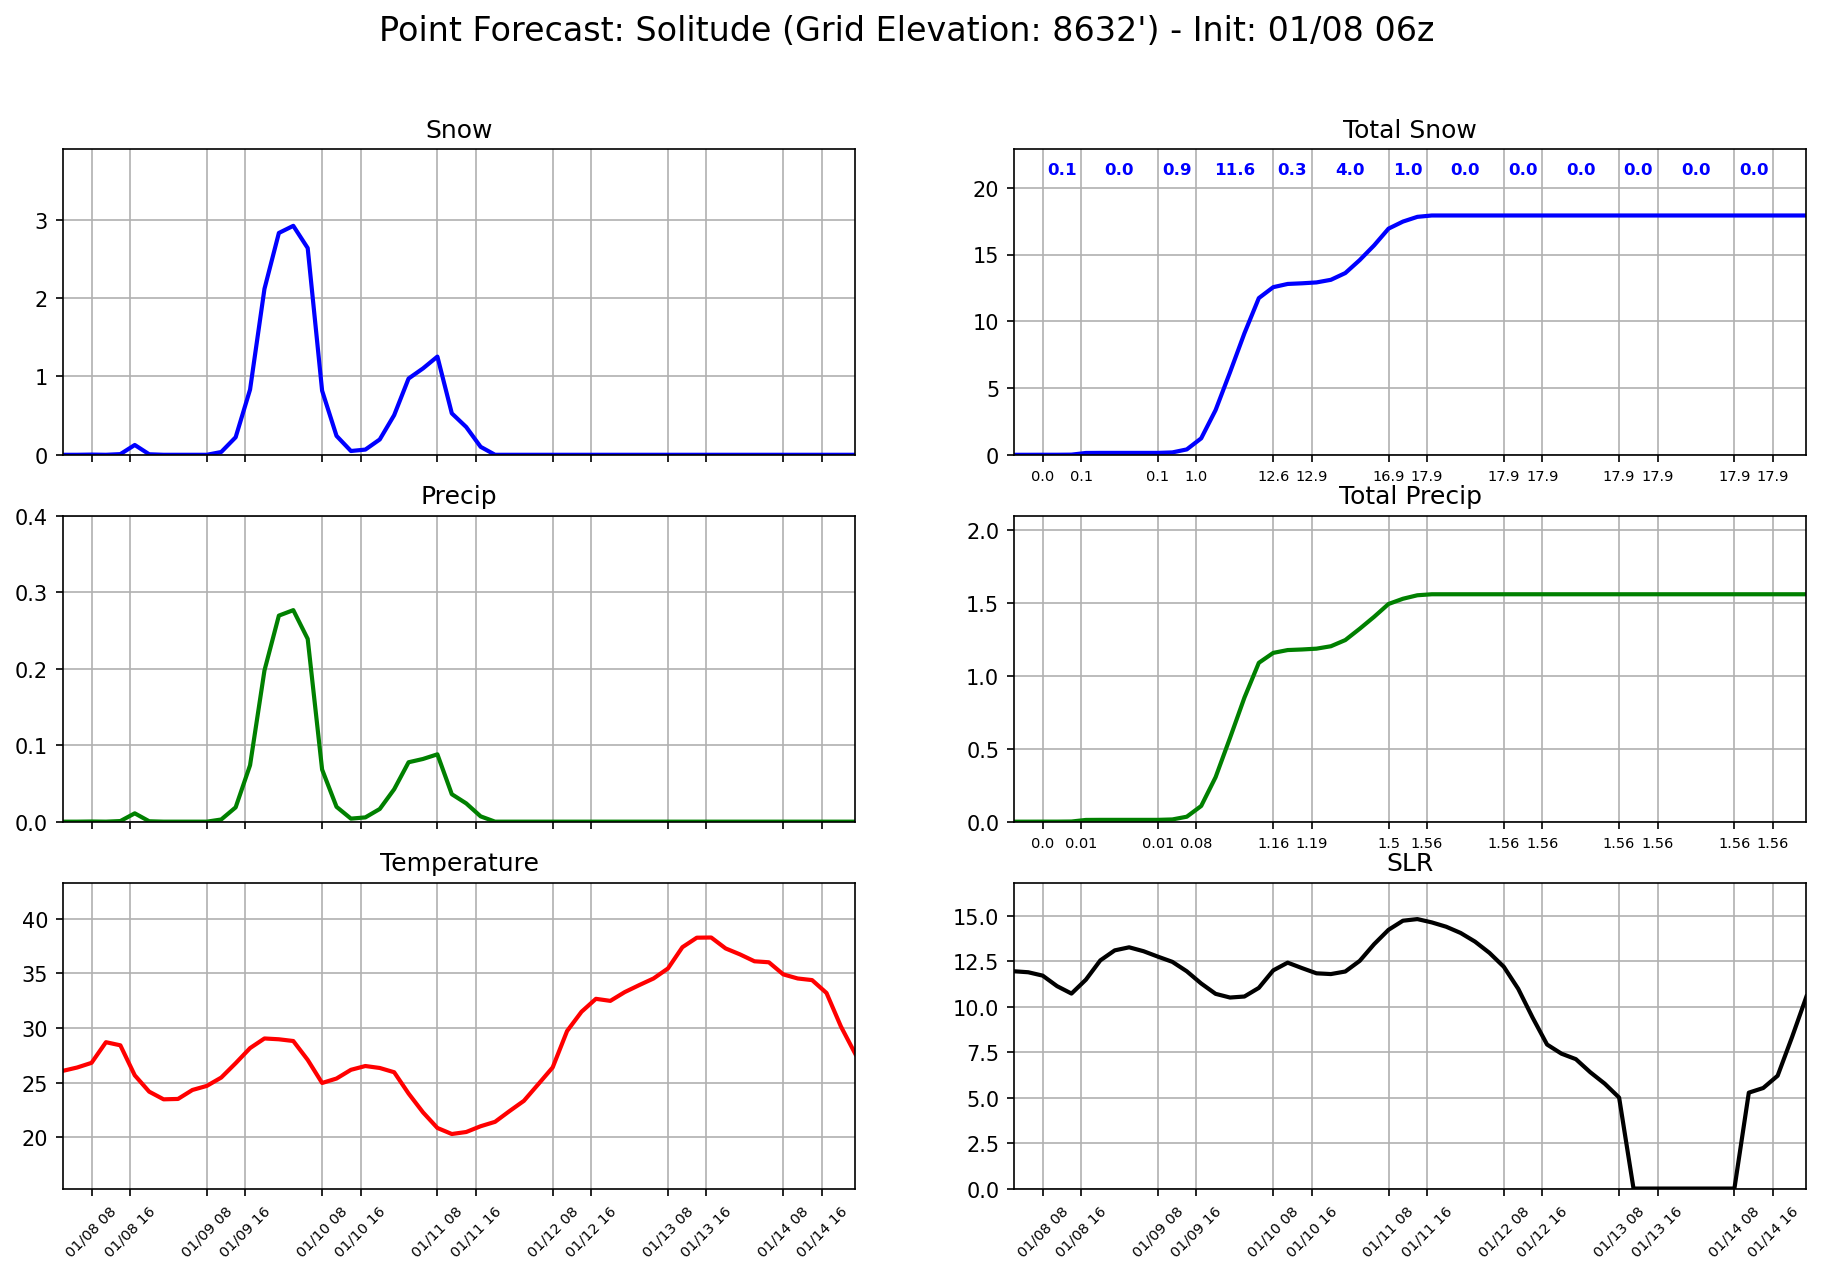 Point Forecast: Solitude (Grid Elevation: 8632') - Init: 01/08 06z
Snow
3
2
1
0
Total Snow
0.1 0.0 0.9 11.6 0.3 4.0 1.0 0.0 0.0 0.0 0.0 0.0 0.0
20
15
10
5
0
0.0 0.1 0.1 1.0 12.6 12.9 16.9 17.9 17.9 17.9 17.9 17.9 17.9 17.9
Precip
0.4
0.3
0.2
0.1
0.0
Total Precip
2.0
1.5
1.0
0.5
0.0
0.0 0.01 0.01 0.08 1.16 1.19 1.5 1.56 1.56 1.56 1.56 1.56 1.56 1.56
Temperature
40
35
30
25
20
01/08 08 01/08 16 01/09 08 01/09 16 01/10 08 01/10 16 01/11 08 01/11 16 01/12 08 01/12 16 01/13 08 01/13 16 01/14 08 01/14 16
SLR
15.0
12.5
10.0
7.5
5.0
2.5
0.0
01/08 08 01/08 16 01/09 08 01/09 16 01/10 08 01/10 16 01/11 08 01/11 16 01/12 08 01/12 16 01/13 08 01/13 16 01/14 08 01/14 16